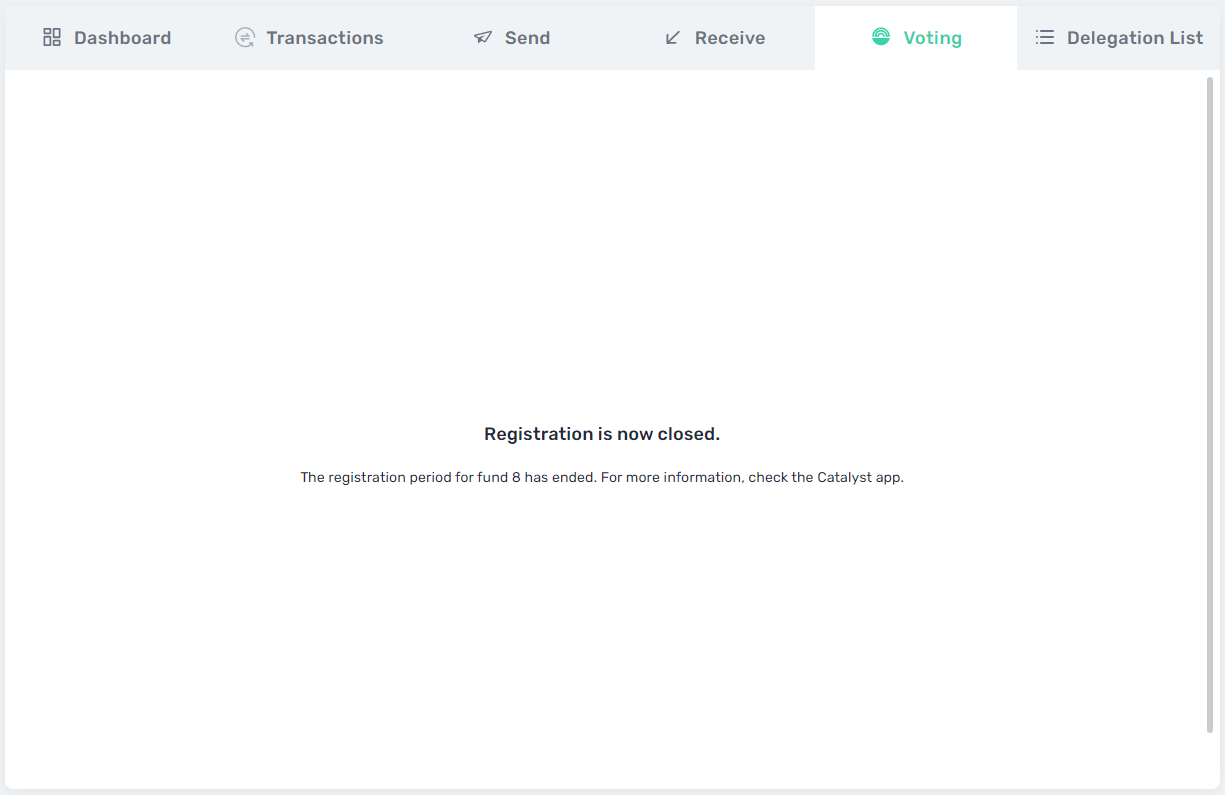 Dashboard
Transactions
Send
Receive
Voting
Delegation List
Registration is now closed.
The registration period for fund 8 has ended. For more information, check the Catalyst app.